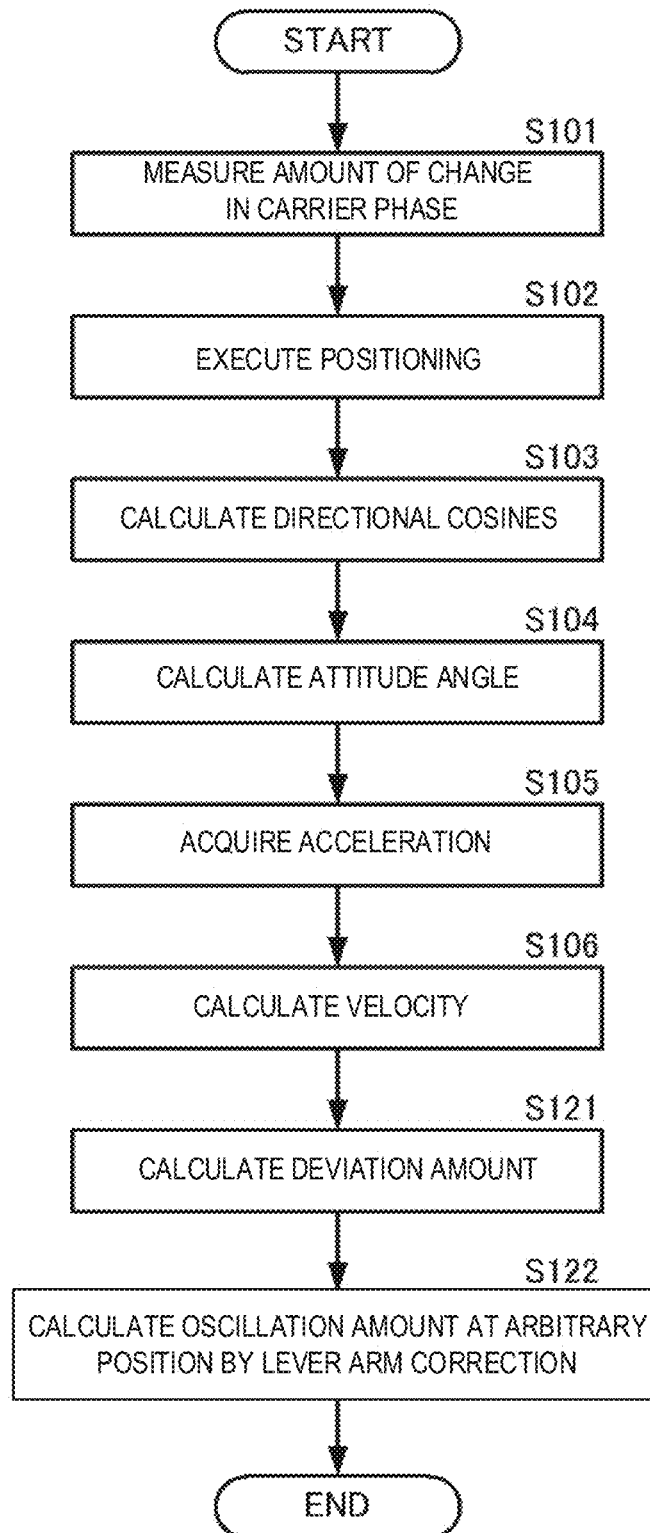 START
S101
MEASURE AMOUNT OF CHANGE
IN CARRIER PHASE
S102
EXECUTE POSITIONING
S103
CALCULATE DIRECTIONAL COSINES
S104
CALCULATE ATTITUDE ANGLE
S105
ACQUIRE ACCELERATION
S106
CALCULATE VELOCITY
S121
CALCULATE DEVIATION AMOUNT
S122
CALCULATE OSCILLATION AMOUNT AT ARBITRARY
POSITION BY LEVER ARM CORRECTION
END